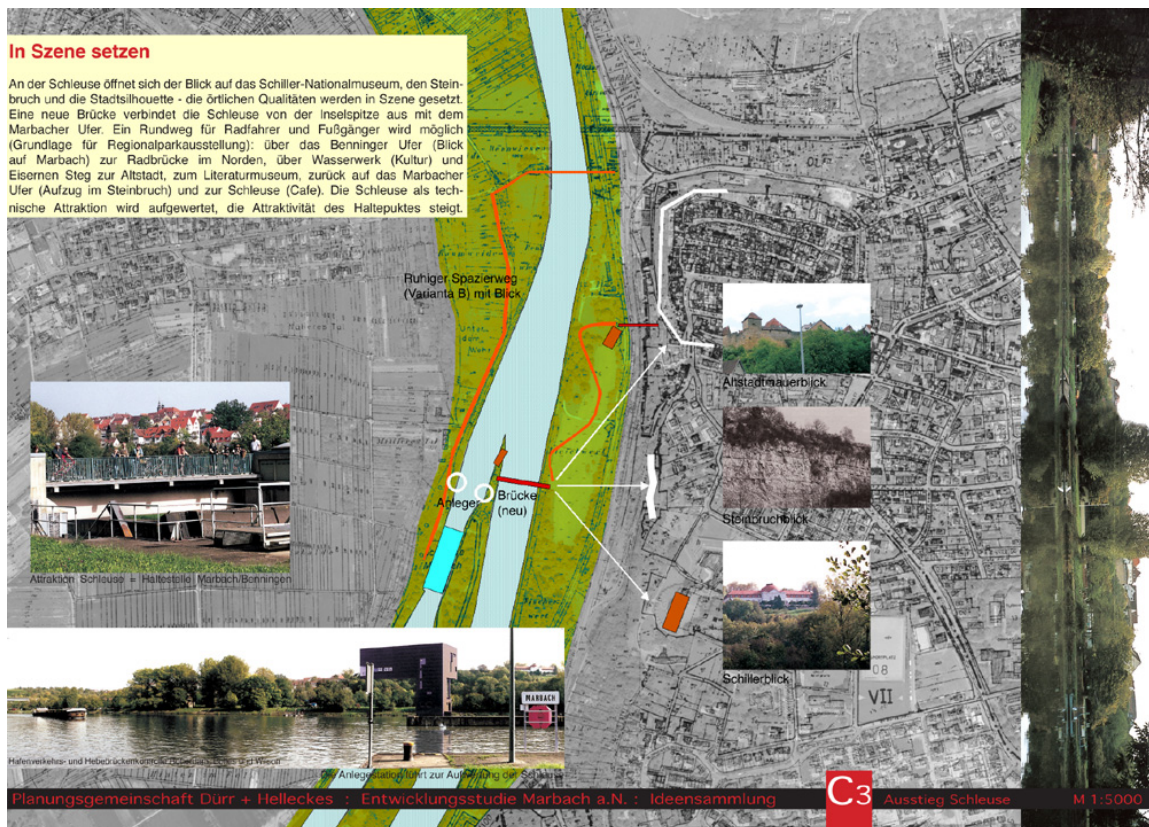 In Szene setzen
An der Schleuse öffnet sich der Blick auf das Schiller-Nationalmuseum, den Stein-
bruch und die Stadtsilhouette - die örtlichen Qualitäten werden in Szene gesetzt.
Eine neue Brücke verbindet die Schleuse von der Inselspitze aus mit dem
Marbacher Ufer. Ein Rundweg für Radfahrer und Fußgänger wird möglich
(Grundlage für Regionalparkausstellung): über das Benninger Ufer (Blick
auf Marbach) zur Radbrücke im Norden, über Wasserwerk (Kultur) und
Eisernen Steg zur Altstadt, zum Literaturmuseum, zurück auf das Marbacher
Ufer (Aufzug im Steinbruch) und zur Schleuse (Cafe). Die Schleuse als tech-
nische Attraktion wird aufgewertet, die Attraktivität des Haltepuktes steigt.
Ruhiger Spazierweg
(Varianta B) mit Blick
Altstadtmauerblick
Anleger
Brücke
(neu)
Steinbruchblick
Attraktion Schleuse = Haltestelle Marbach/Benningen
Schillerblick
08
VII
MARBACH
Hafenverkehrs- und
Die Anlegestation führt zur
der
Planungsgemeinschaft Dürr + Helleckes : Entwicklungsstudie Marbach a.N. : Ideensammlung
C3
Ausstieg Schleuse
M 1:5000